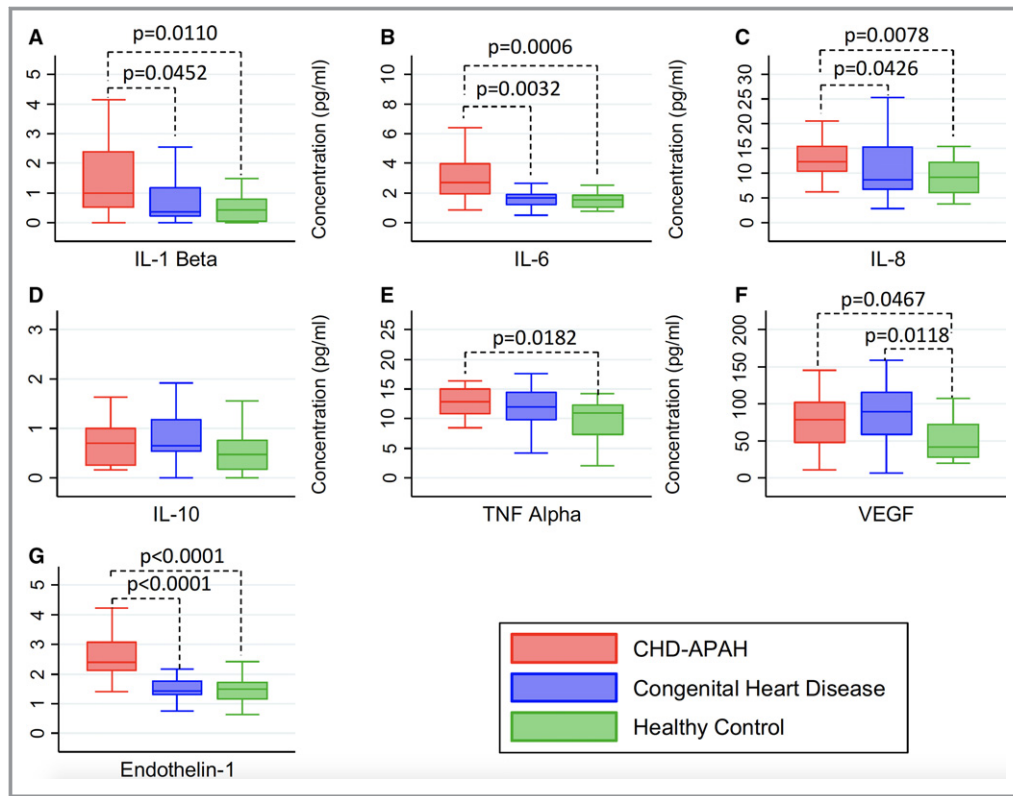 A
p=0.0110
p=0.0452
5
4
3
2
1
0
IL-1 Beta
B
p=0.0006
p=0.0032
Concentration (pg/ml)
10
8
6
4
2
0
IL-6
C
p=0.0078
p=0.0426
Concentration (pg/ml)
30
25
20
15
10
5
0
IL-8
D
3
2
1
0
IL-10
E
p=0.0182
Concentration (pg/ml)
25
20
15
10
5
0
TNF Alpha
F
p=0.0467
p=0.0118
Concentration (pg/ml)
200
150
100
50
0
VEGF
G
p<0.0001
p<0.0001
5
4
3
2
1
0
Endothelin-1
CHD-APAH
Congenital Heart Disease
Healthy Control